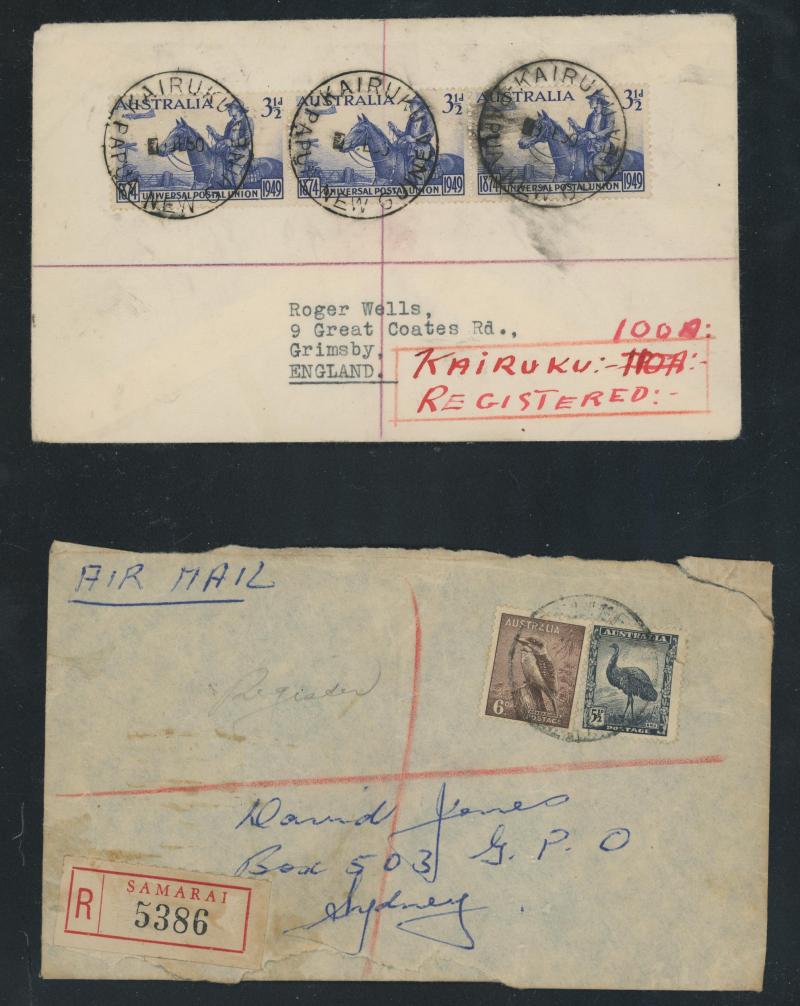 AUSTRALIA 3½d
1874 UNIVERSAL POSTAL UNION 1949
KAIRUKU
PAPUA NEW GUINEA
AUSTRALIA 3½d
1874 UNIVERSAL POSTAL UNION 1949
KAIRUKU
PAPUA NEW GUINEA
AUSTRALIA 3½d
1874 UNIVERSAL POSTAL UNION 1949
KAIRUKU
Roger Wells,
9 Great Coates Rd.,
Grimsby,
ENGLAND.
100A:
KAIRUKU:- 110A:-
REGISTERED:-
AIR MAIL
Register
AUSTRALIA
6D
POSTAGE
AUSTRALIA
5½D
POSTAGE
David Jones
Box 503 G.P.O
Sydney.
R SAMARAI
5386